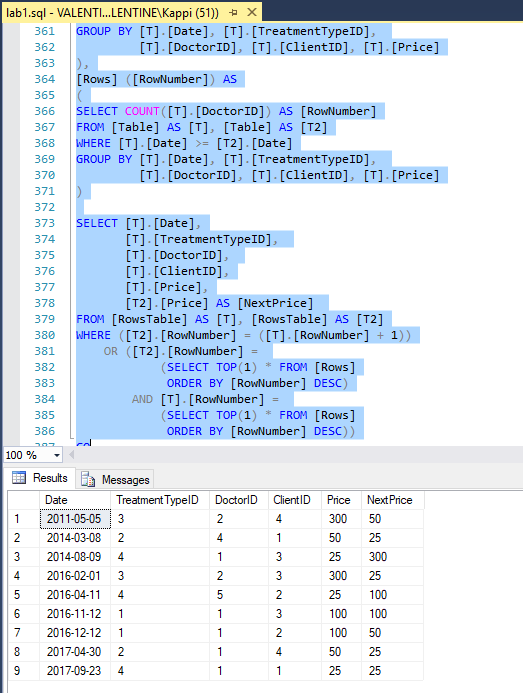 lab1.sql - VALENTI...LENTINE\Kappi (51))
361 GROUP BY [T].[Date], [T].[TreatmentTypeID],
362 [T].[DoctorID], [T].[ClientID], [T].[Price]
363 ),
364 [Rows] ([RowNumber]) AS
365 (
366 SELECT COUNT([T].[DoctorID]) AS [RowNumber]
367 FROM [Table] AS [T], [Table] AS [T2]
368 WHERE [T].[Date] >= [T2].[Date]
369 GROUP BY [T].[Date], [T].[TreatmentTypeID],
370 [T].[DoctorID], [T].[ClientID], [T].[Price]
371 )
372
373 SELECT [T].[Date],
374 [T].[TreatmentTypeID],
375 [T].[DoctorID],
376 [T].[ClientID],
377 [T].[Price],
378 [T2].[Price] AS [NextPrice]
379 FROM [RowsTable] AS [T], [RowsTable] AS [T2]
380 WHERE ([T2].[RowNumber] = ([T].[RowNumber] + 1))
381 OR ([T2].[RowNumber] =
382 (SELECT TOP(1) * FROM [Rows]
383 ORDER BY [RowNumber] DESC)
384 AND [T].[RowNumber] =
385 (SELECT TOP(1) * FROM [Rows]
386 ORDER BY [RowNumber] DESC))
387 GO
100 %
Results Messages
Date TreatmentTypeID DoctorID ClientID Price NextPrice
1 2011-05-05 3 2 4 300 50
2 2014-03-08 2 4 1 50 25
3 2014-08-09 4 1 3 25 300
4 2016-02-01 3 2 3 300 25
5 2016-04-11 4 5 2 25 100
6 2016-11-12 1 1 3 100 100
7 2016-12-12 1 1 2 100 50
8 2017-04-30 2 1 4 50 25
9 2017-09-23 4 1 1 25 25